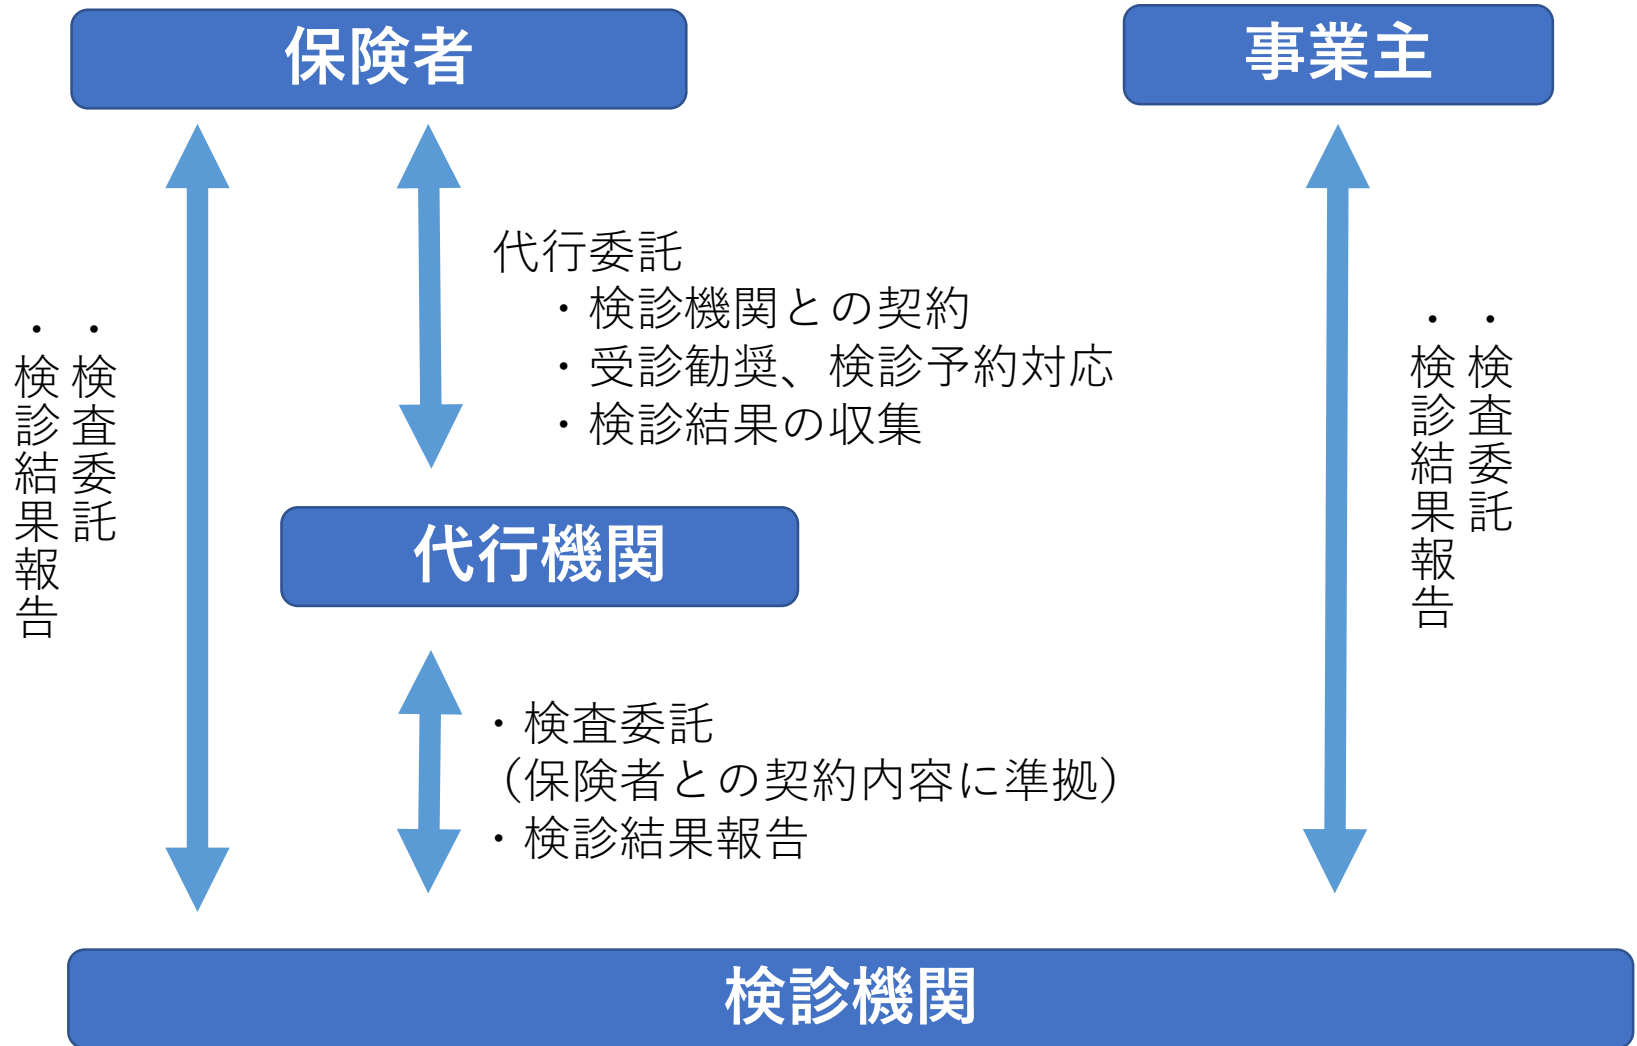 保険者
事業主
代行委託
・検診機関との契約
・受診勧奨、検診予約対応
・検診結果の収集
・検査委託
・検診結果報告
・検査委託
・検診結果報告
代行機関
・検査委託
（保険者との契約内容に準拠）
・検診結果報告
検診機関